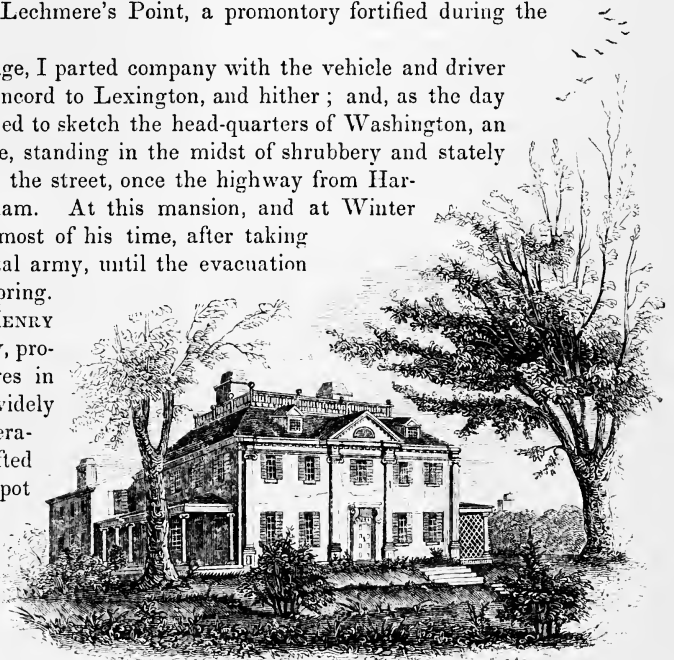 Lechmere's Point, a promontory fortified during the
ge, I parted company with the vehicle and driver
ncord to Lexington, and hither ; and, as the day
ed to sketch the head-quarters of Washington, an
e, standing in the midst of shrubbery and stately
the street, once the highway from Har-
am. At this mansion, and at Winter
most of his time, after taking
tal army, until the evacuation
oring.
ENRY
, pro-
es in
videly
era-
fted
pot